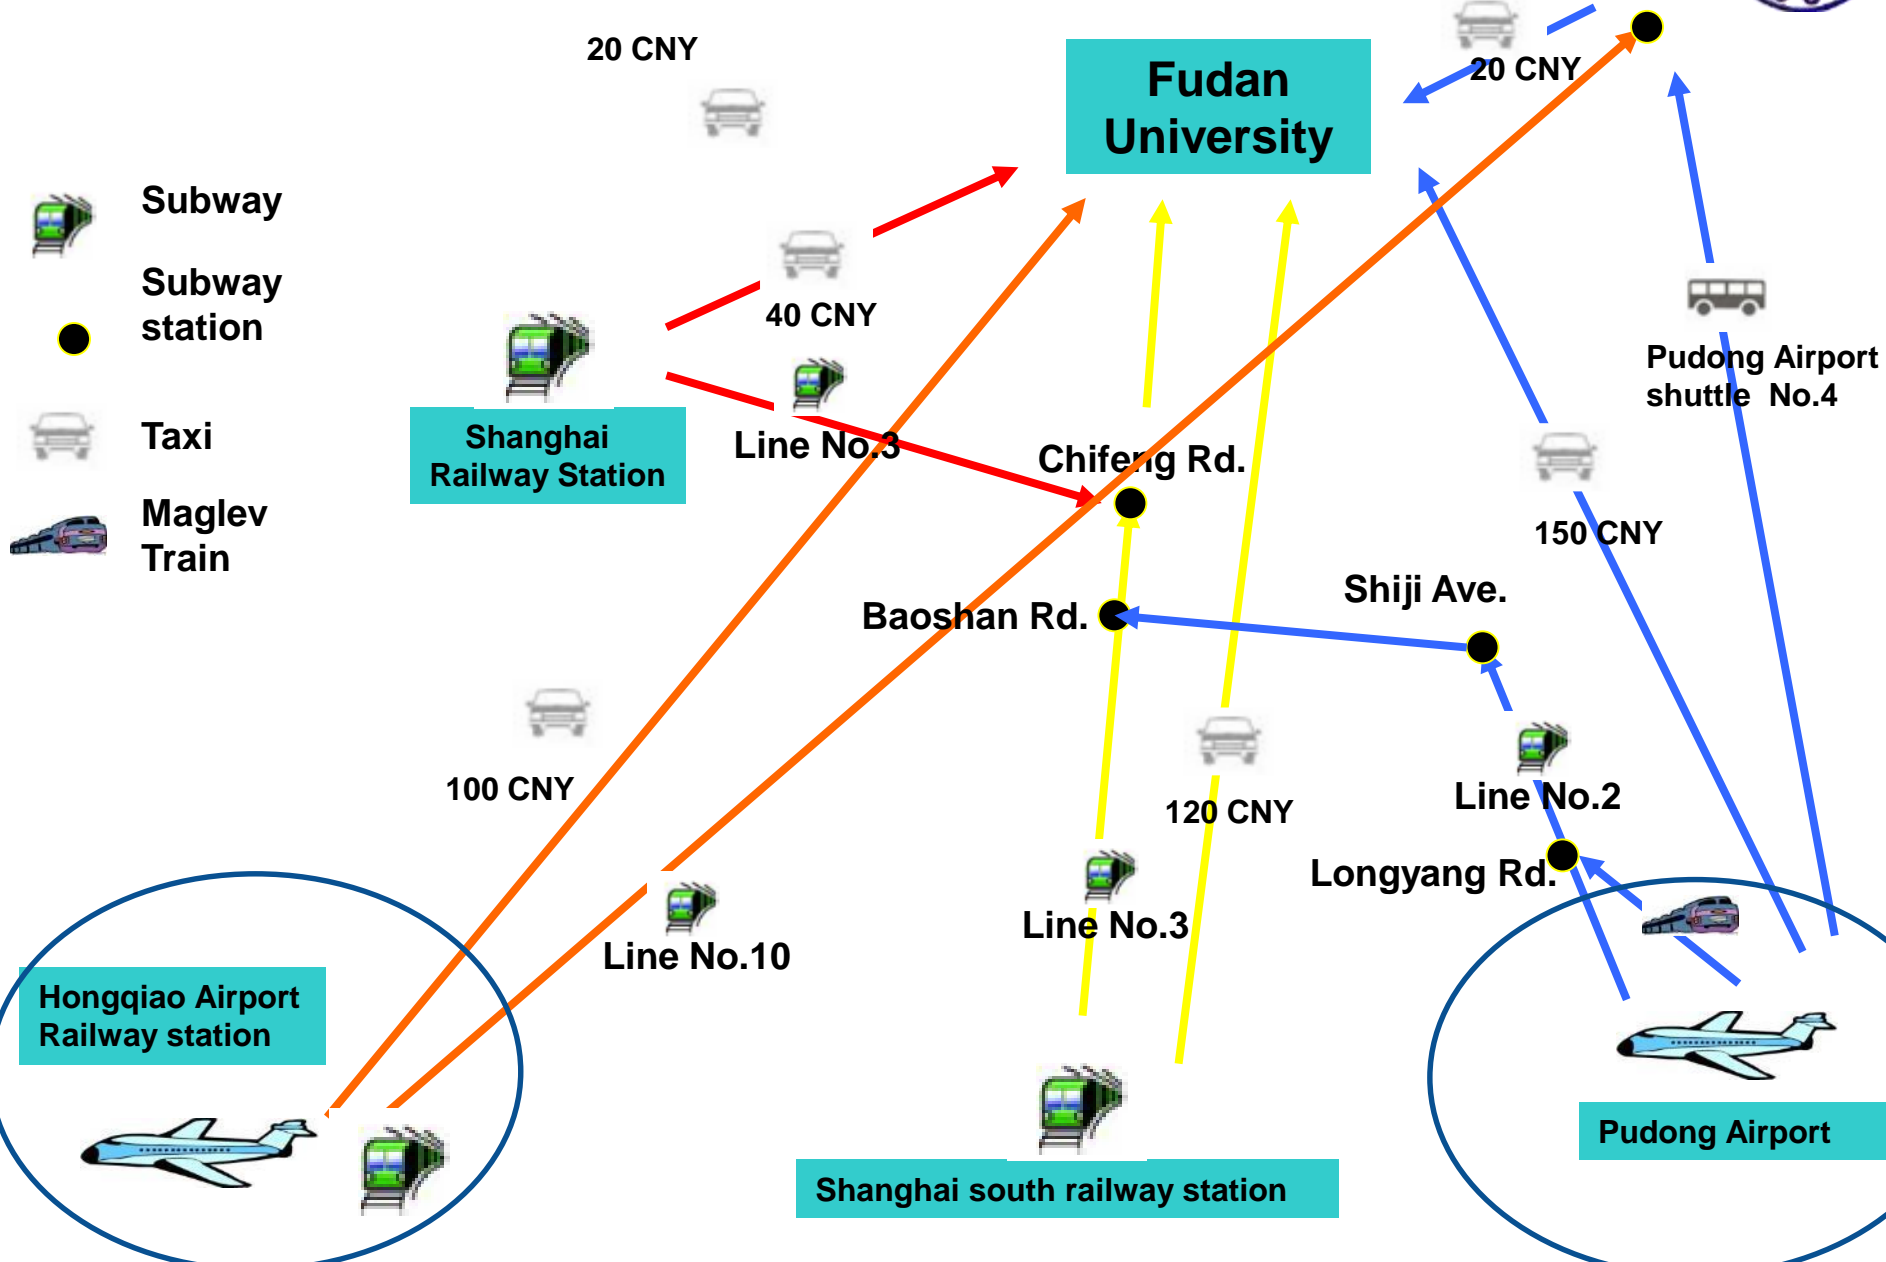 20 CNY
Fudan
University
20 CNY
Subway
Subway
station
Taxi
Maglev
Train
40 CNY
Shanghai
Railway Station
Line No.3
Chifeng Rd.
Pudong Airport
shuttle No.4
150 CNY
Shiji Ave.
Baoshan Rd.
100 CNY
120 CNY
Line No.2
Longyang Rd.
Line No.10
Line No.3
Hongqiao Airport
Railway station
Shanghai south railway station
Pudong Airport